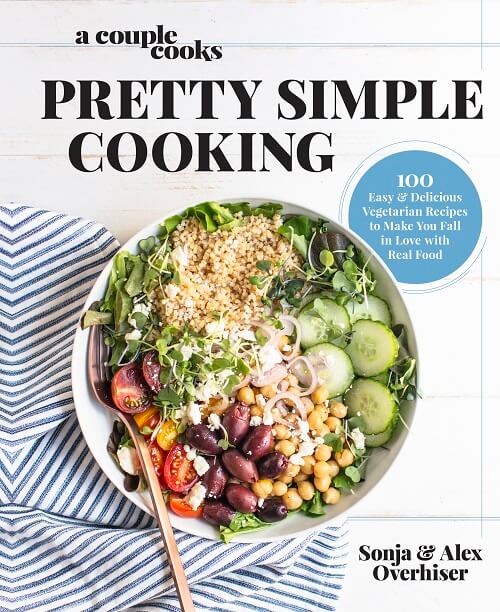 a couple
cooks
PRETTY SIMPLE
COOKING
100
Easy & Delicious
Vegetarian Recipes
to Make You Fall
in Love with
Real Food
Sonja & Alex
Overhiser